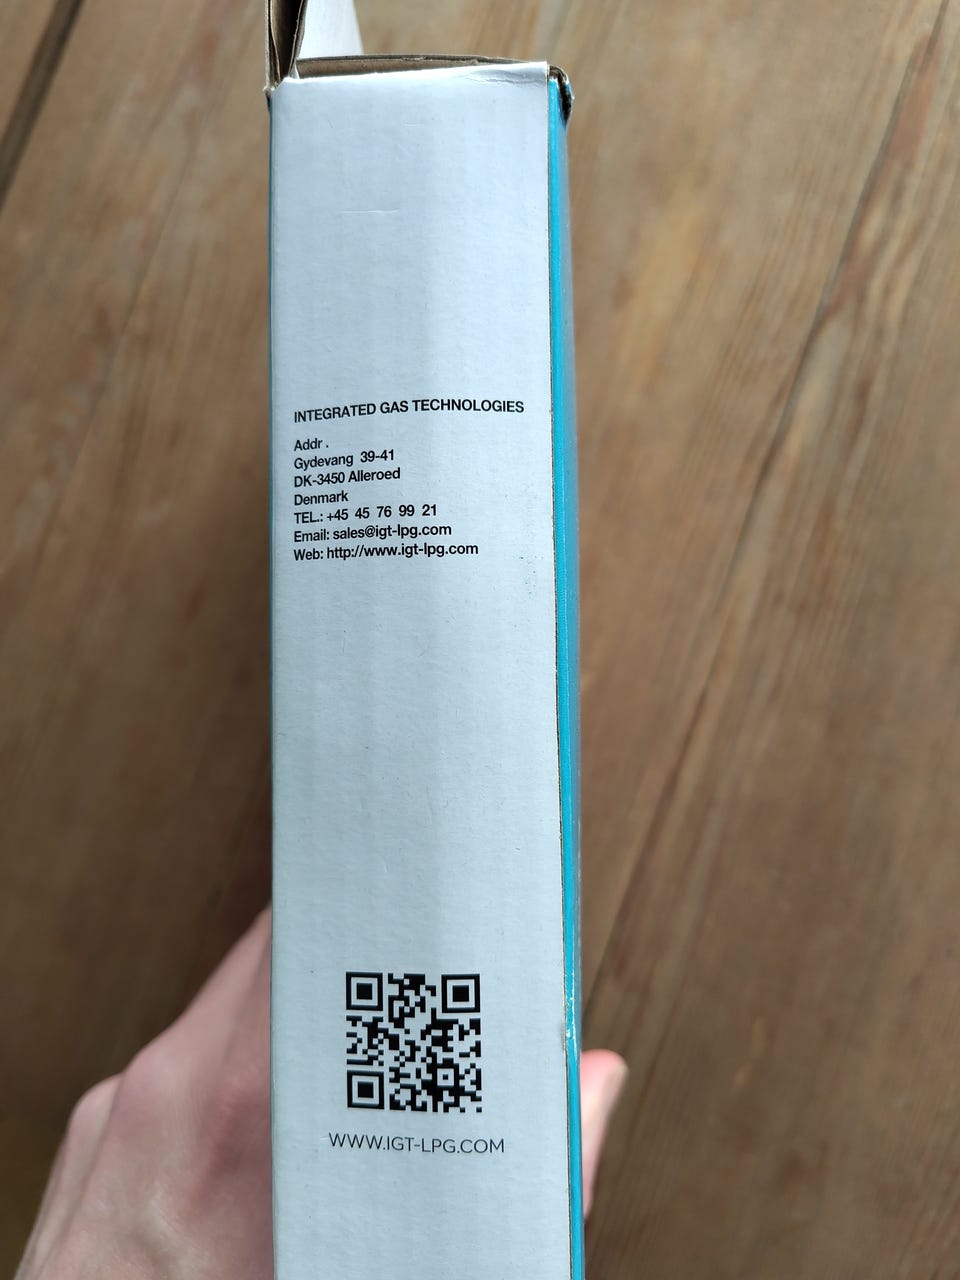 INTEGRATED GAS TECHNOLOGIES
Addr .
Gydevang 39-41
DK-3450 Alleroed
Denmark
TEL.: +45 45 76 99 21
Email: sales@igt-lpg.com
Web: http://www.igt-lpg.com
WWW.IGT-LPG.COM